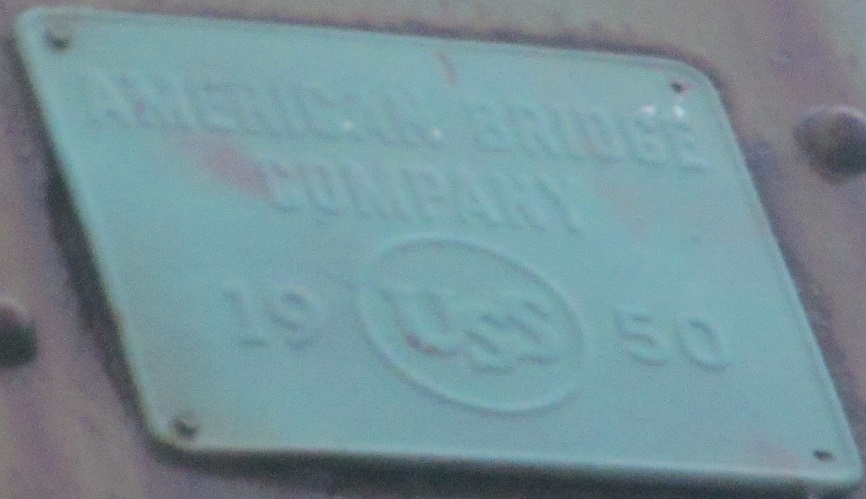 AMERICAN BRIDGE
COMPANY
19 USS 50